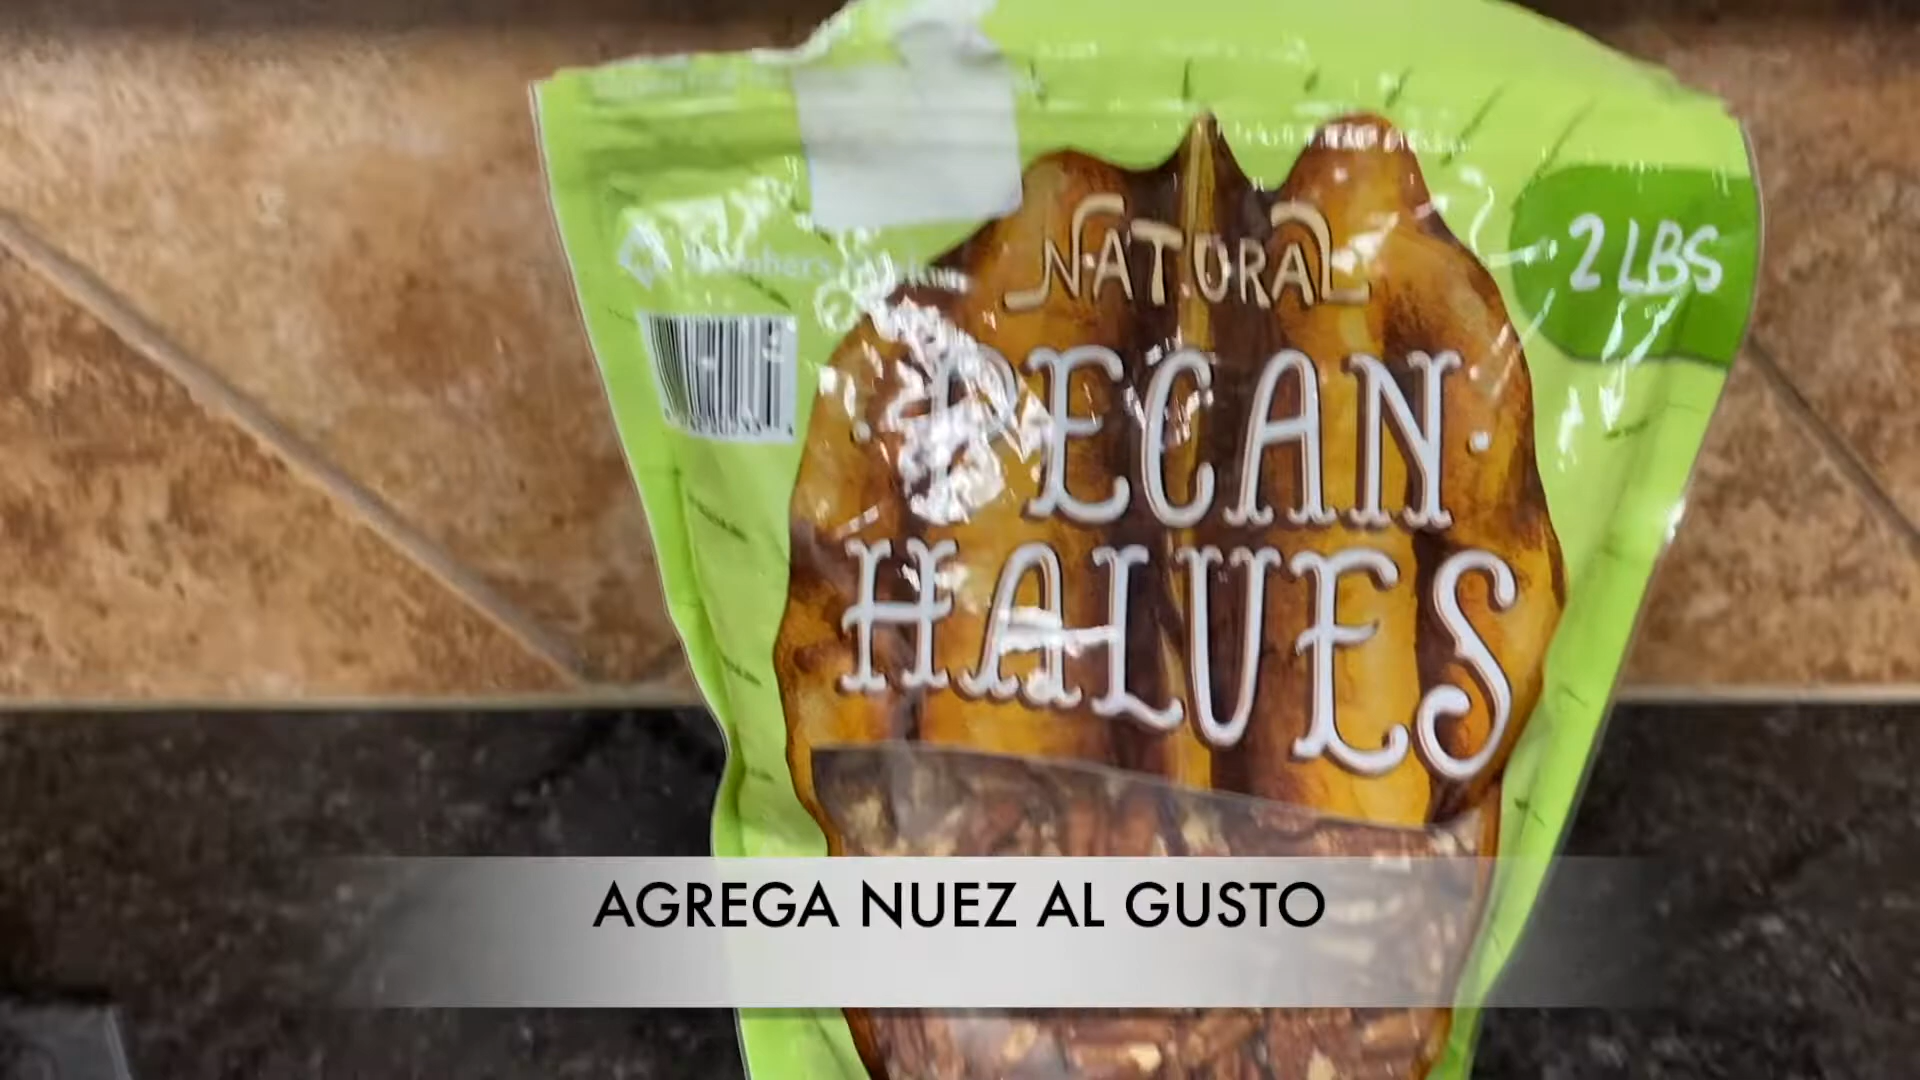 NATURAL
2 LBS
PECAN
HALVES
AGREGA NUEZ AL GUSTO